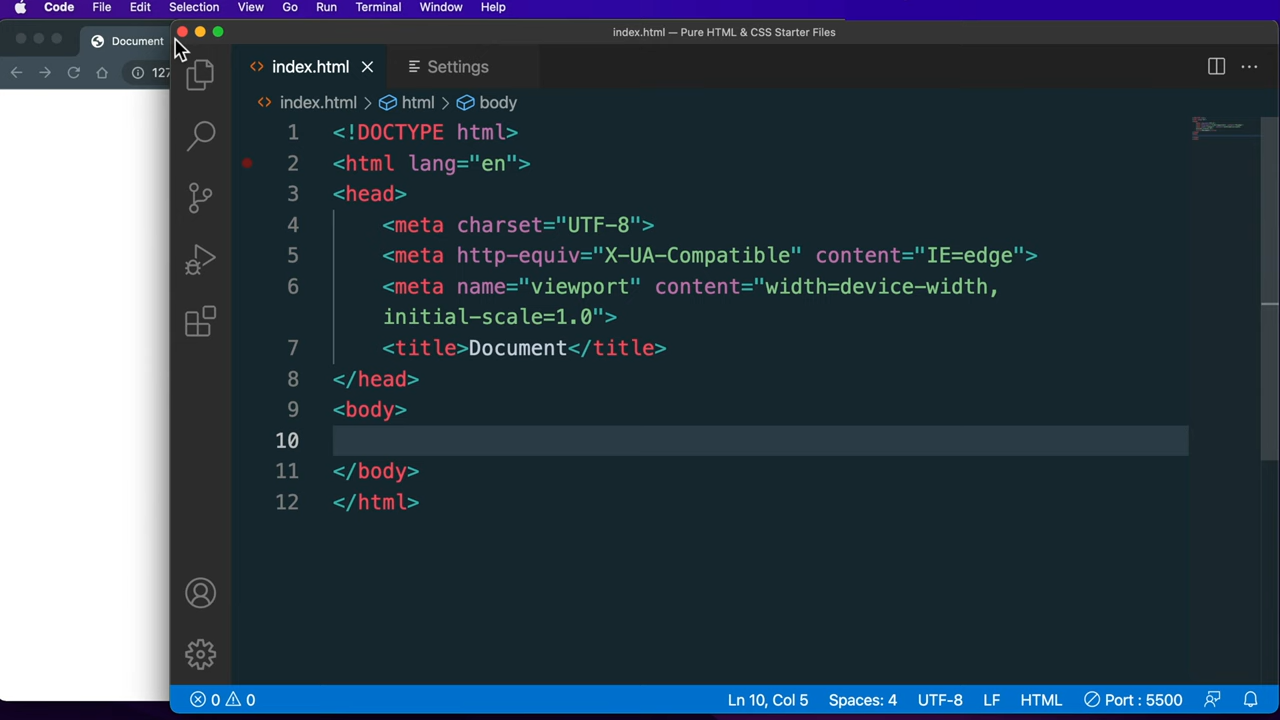 Code File Edit Selection View Go Run Terminal Window Help
Document
127
index.html — Pure HTML & CSS Starter Files
index.html Settings
index.html > html > body
1 <!DOCTYPE html>
2 <html lang="en">
3 <head>
4 <meta charset="UTF-8">
5 <meta http-equiv="X-UA-Compatible" content="IE=edge">
6 <meta name="viewport" content="width=device-width,
initial-scale=1.0">
7 <title>Document</title>
8 </head>
9 <body>
10
11 </body>
12 </html>
0 0 Ln 10, Col 5 Spaces: 4 UTF-8 LF HTML Port : 5500